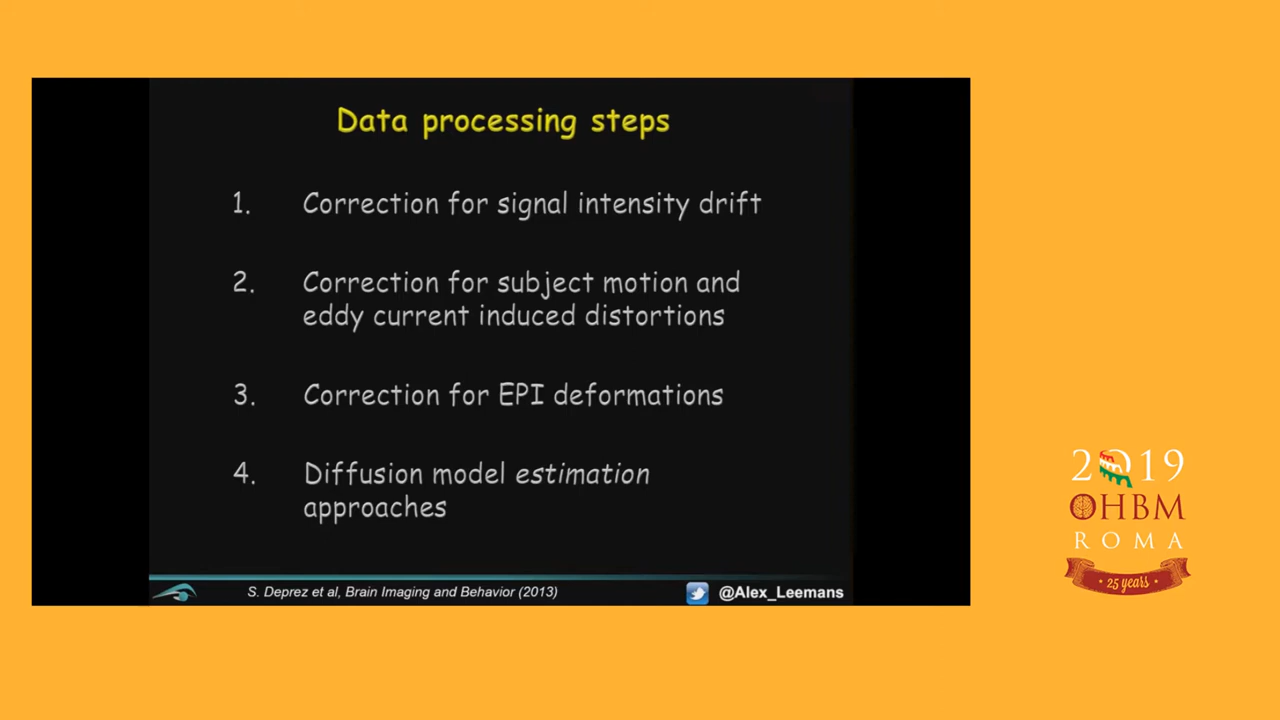 Data processing steps
1. Correction for signal intensity drift
2. Correction for subject motion and
eddy current induced distortions
3. Correction for EPI deformations
4. Diffusion model estimation
approaches
S. Deprez et al, Brain Imaging and Behavior (2013)
@Alex_Leemans
2019
OHBM
ROMA
• 25 years •